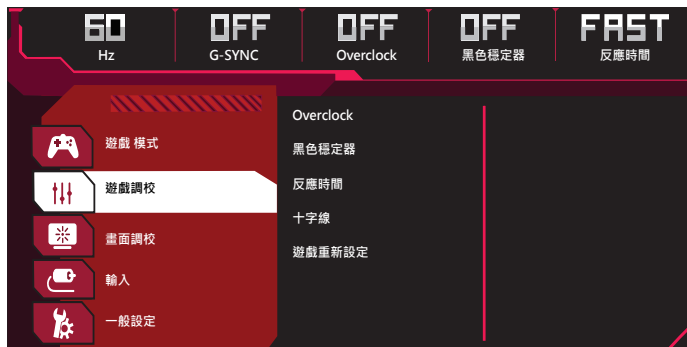 60 OFF OFF OFF FAST
Hz G-SYNC Overclock 黑色穩定器 反應時間
遊戲 模式
遊戲調校
畫面調校
輸入
一般設定
Overclock
黑色穩定器
反應時間
十字線
遊戲重新設定